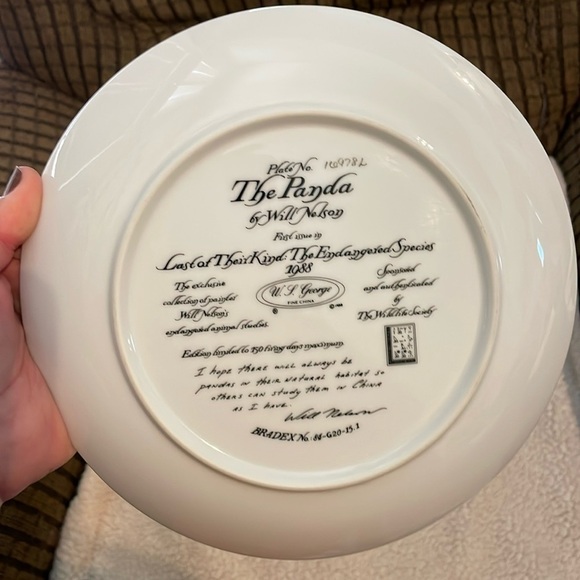 Plate No. 16978L
The Panda
by Will Nelson
First issue in
Last of Their Kind: The Endangered Species
1988
The exclusive
collection of painter
Will Nelson's
endangered animal studies.
W. S. George
FINE CHINA
Sponsored
and authenticated
by
The Wildlife Society
Edition limited to 150 firing days maximum.
I hope there will always be
pandas in their natural habitat so
others can study them in China
as I have.
Will Nelson
BRADEX No.: 84-G20-15.1